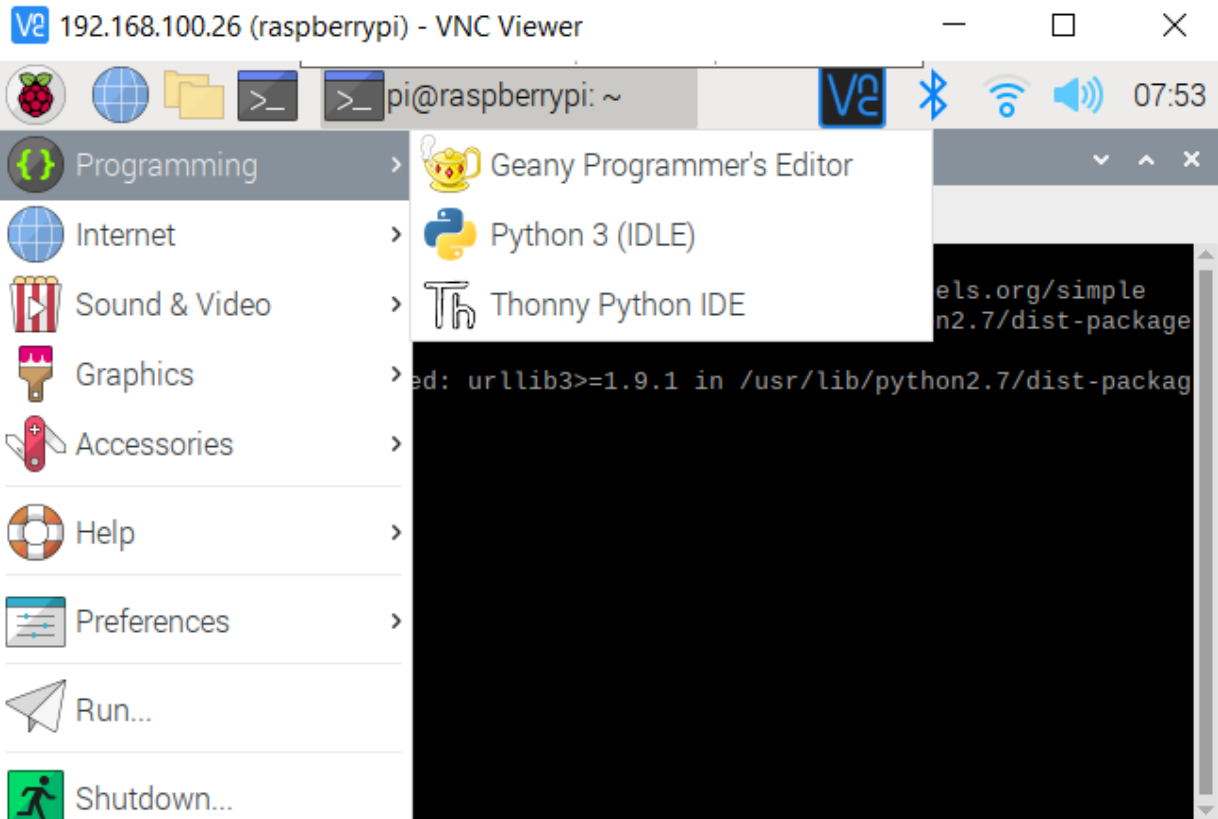 192.168.100.26 (raspberrypi) - VNC Viewer
>_ >_ pi@raspberrypi: ~ 07:53
Programming
Geany Programmer's Editor
Internet
Python 3 (IDLE)
Sound & Video
Thonny Python IDE
els.org/simple
n2.7/dist-package
Graphics
ed: urllib3>=1.9.1 in /usr/lib/python2.7/dist-packag
Accessories
Help
Preferences
Run...
Shutdown...